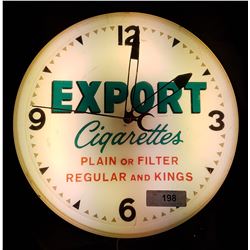 12
EXPORT
Cigarettes
PLAIN OR FILTER
REGULAR AND KINGS
9
3
6
198